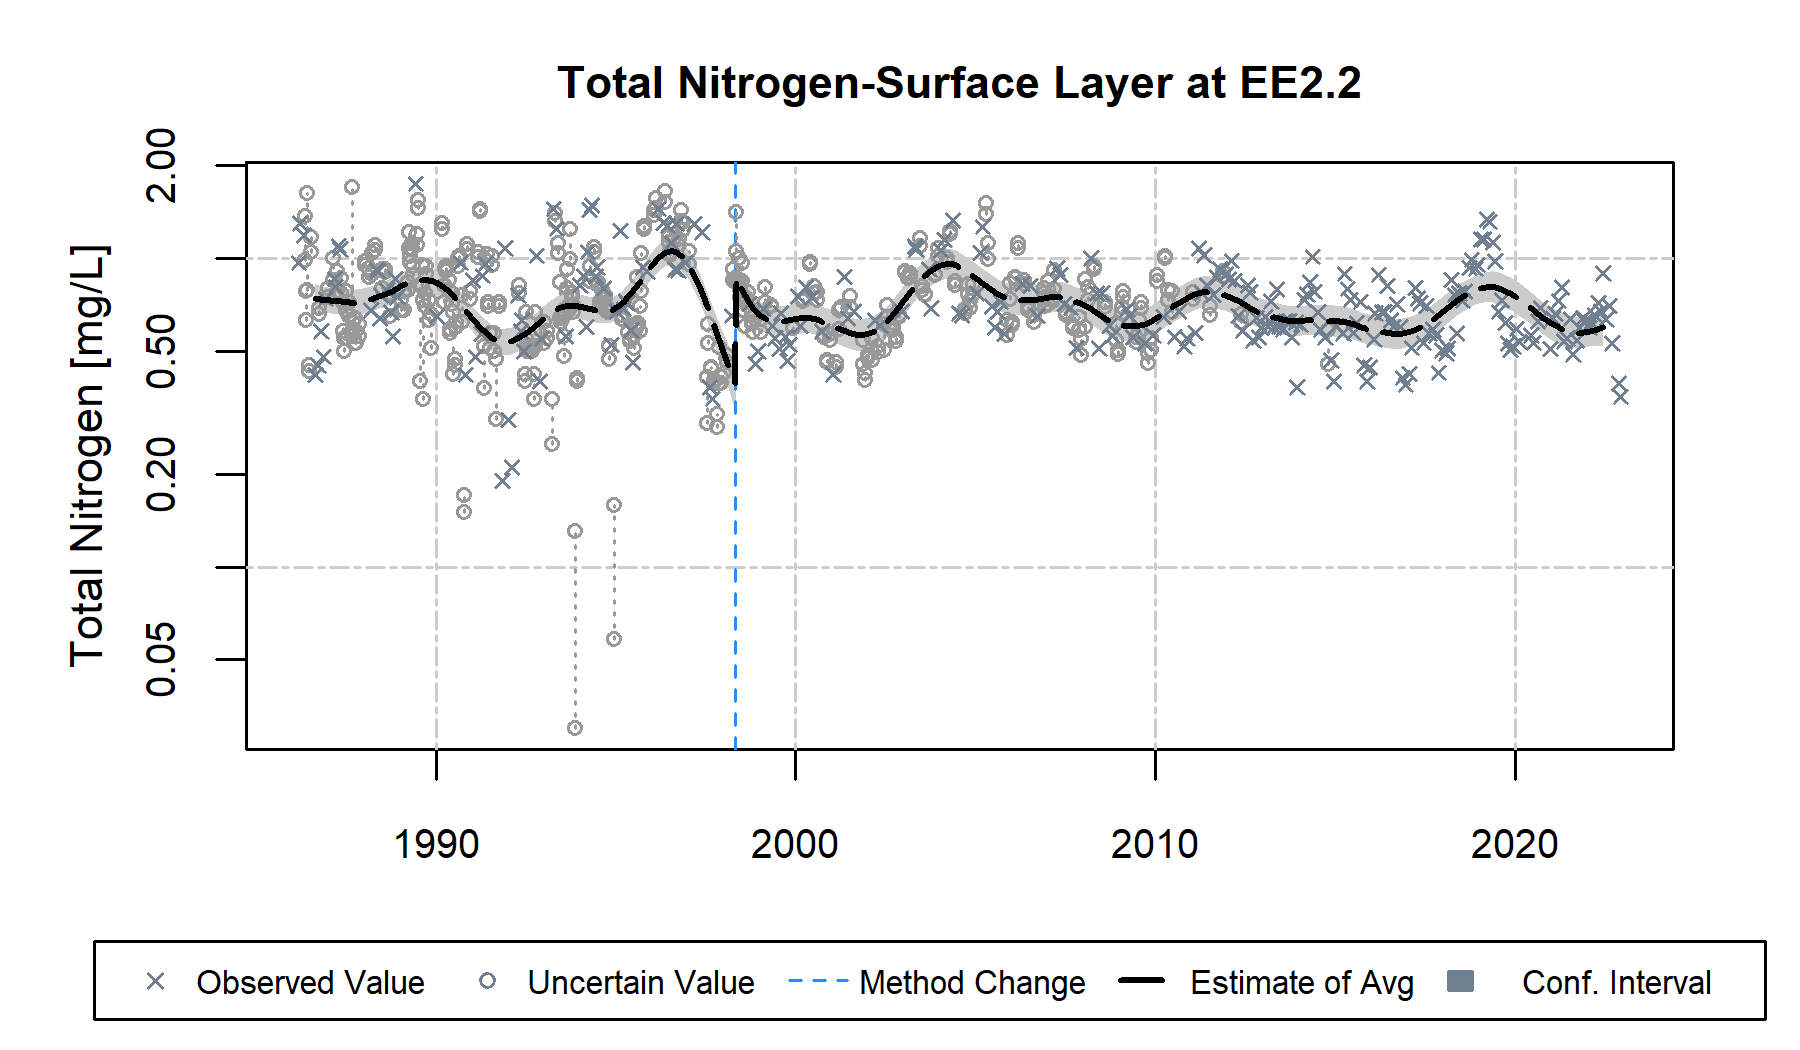 Total Nitrogen-Surface Layer at EE2.2
Total Nitrogen [mg/L]
2.00
0.50
0.20
0.05
1990 2000 2010 2020
Observed Value Uncertain Value Method Change Estimate of Avg Conf. Interval